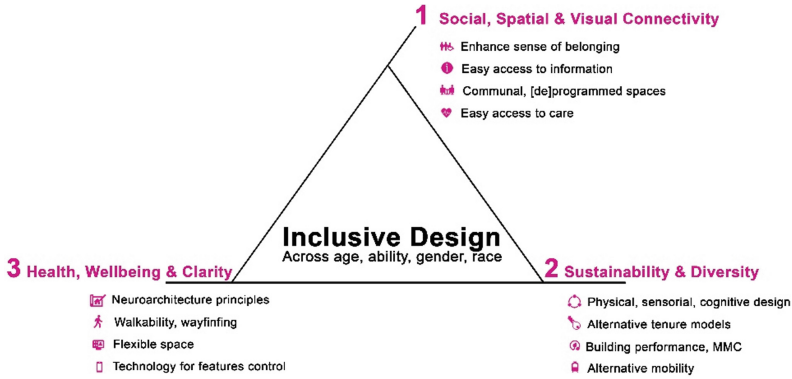 1 Social, Spatial & Visual Connectivity
Enhance sense of belonging
Easy access to information
Communal, [de]programmed spaces
Easy access to care
Inclusive Design
Across age, ability, gender, race
3 Health, Wellbeing & Clarity
Neuroarchitecture principles
Walkability, wayfinfing
Flexible space
Technology for features control
2 Sustainability & Diversity
Physical, sensorial, cognitive design
Alternative tenure models
Building performance, MMC
Alternative mobility